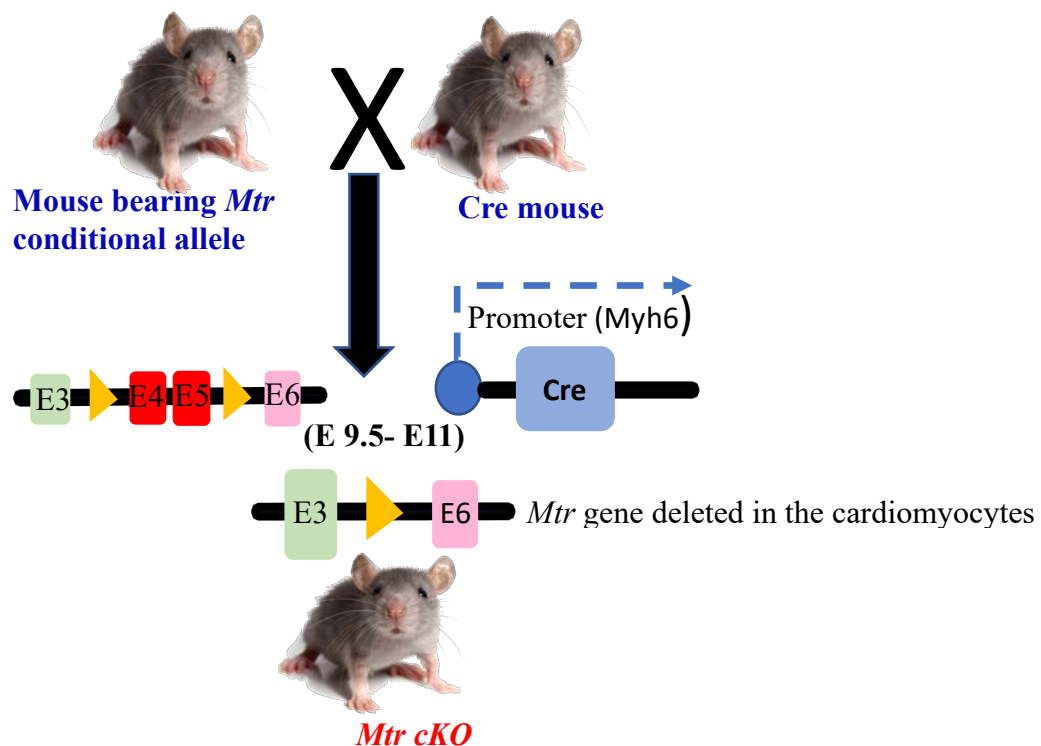 X
Mouse bearing Mtr
conditional allele
Cre mouse
Promoter (Myh6)
E3 E4 E5 E6
Cre
(E 9.5- E11)
E3 E6
Mtr gene deleted in the cardiomyocytes
Mtr cKO